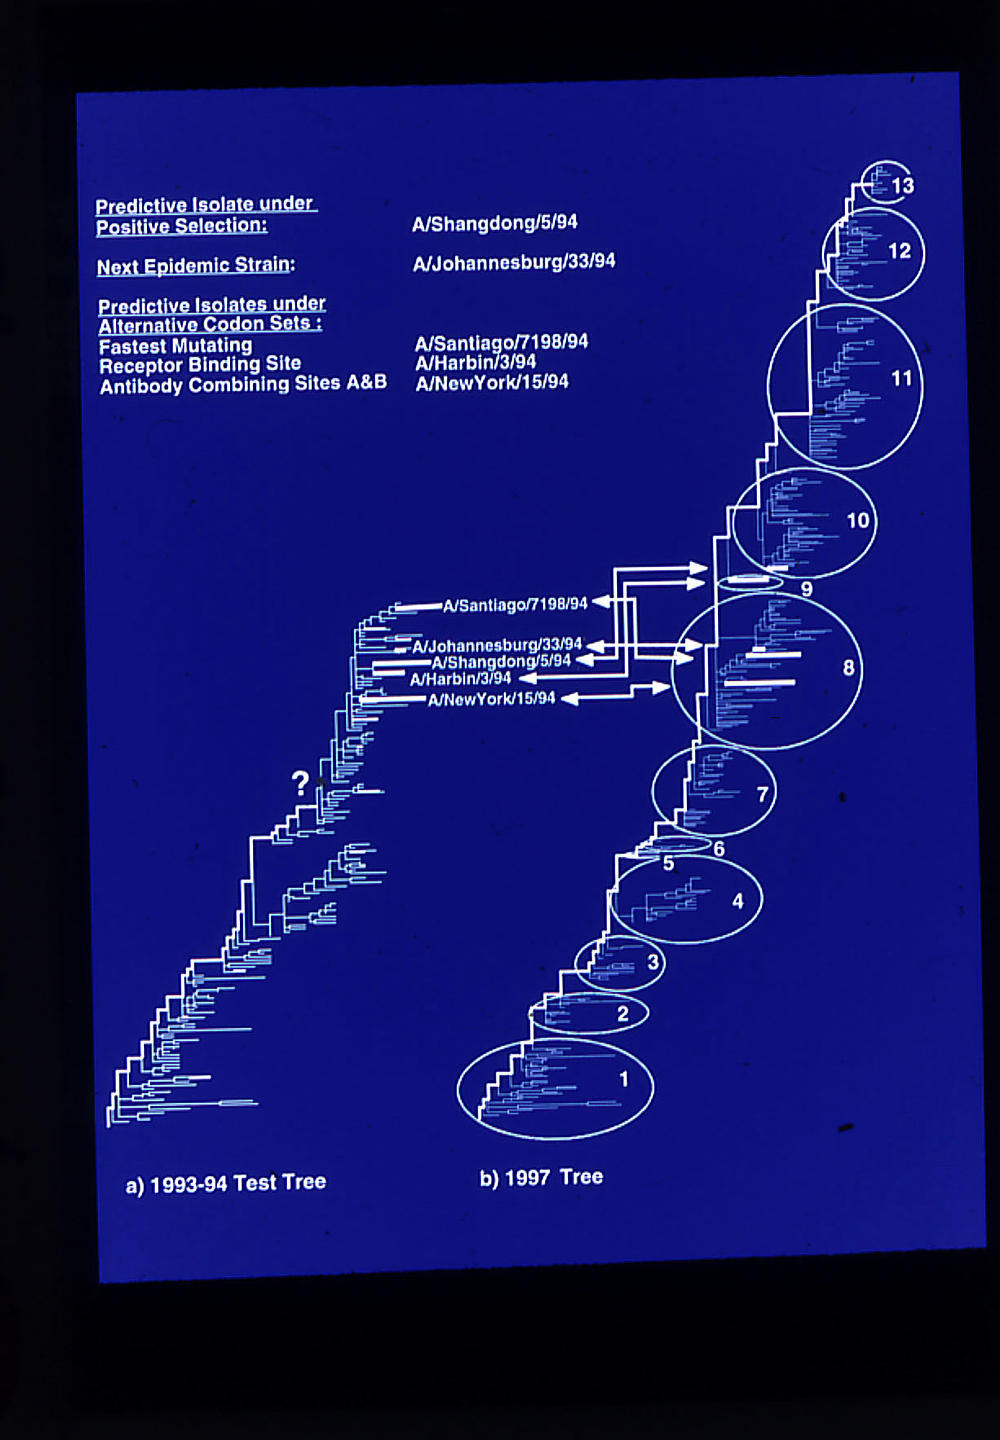 Predictive Isolate under
Positive Selection: A/Shangdong/5/94
Next Epidemic Strain: A/Johannesburg/33/94
Predictive Isolates under
Alternative Codon Sets :
Fastest Mutating A/Santiago/7198/94
Receptor Binding Site A/Harbin/3/94
Antibody Combining Sites A&B A/NewYork/15/94
13
12
11
10
9
A/Santiago/7198/94
A/Johannesburg/33/94
A/Shangdong/5/94
A/Harbin/3/94
A/NewYork/15/94
8
?
7
6
5
4
3
2
1
a) 1993-94 Test Tree
b) 1997 Tree